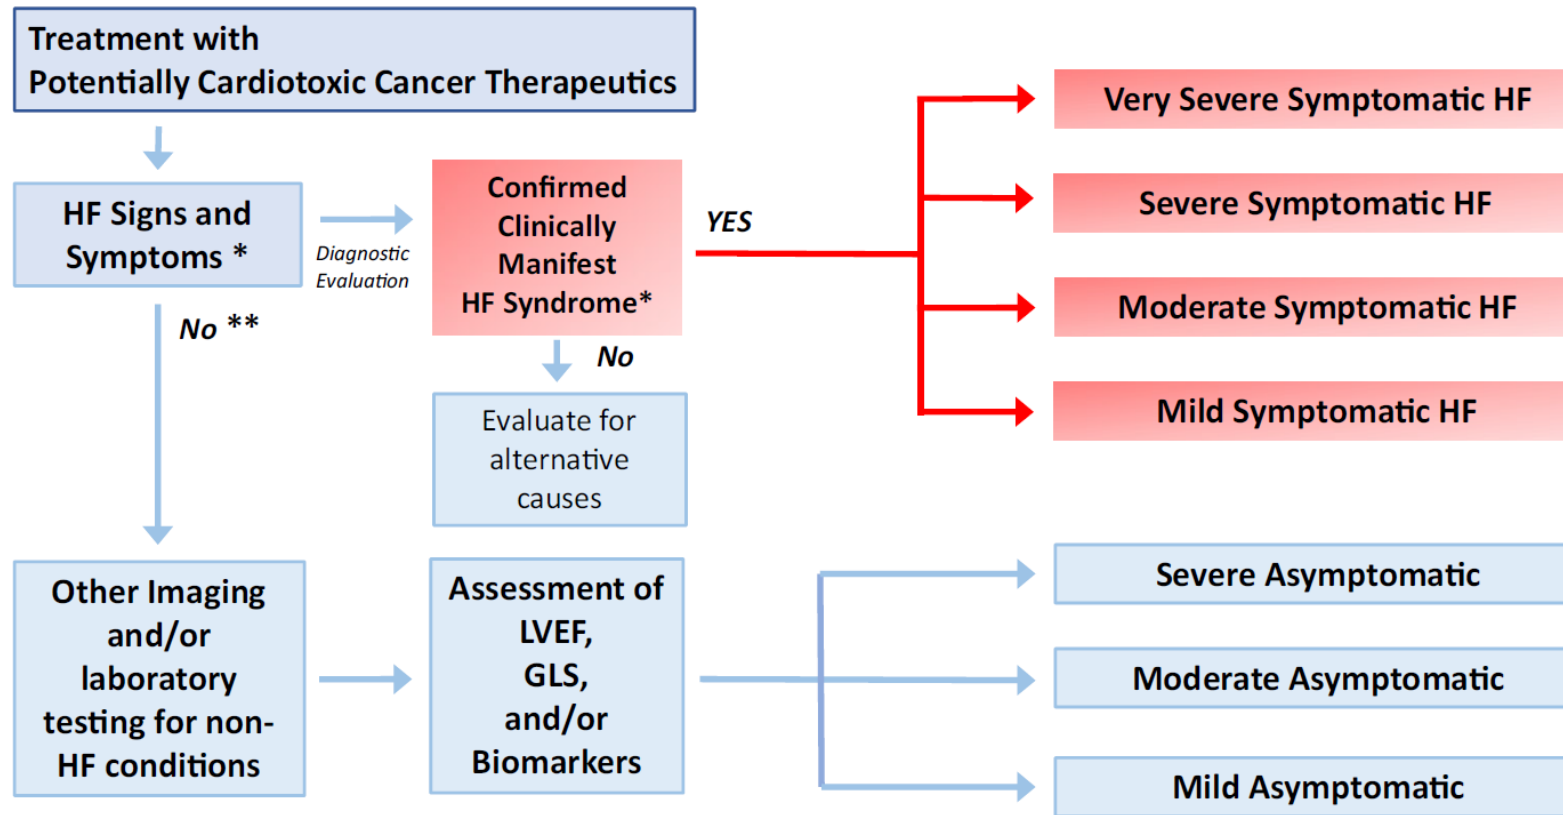 Treatment with
Potentially Cardiotoxic Cancer Therapeutics
HF Signs and
Symptoms *
Diagnostic
Evaluation
Confirmed
Clinically
Manifest
HF Syndrome*
YES
Very Severe Symptomatic HF
Severe Symptomatic HF
Moderate Symptomatic HF
Mild Symptomatic HF
No **
No
Evaluate for
alternative
causes
Other Imaging
and/or
laboratory
testing for non-
HF conditions
Assessment of
LVEF,
GLS,
and/or
Biomarkers
Severe Asymptomatic
Moderate Asymptomatic
Mild Asymptomatic